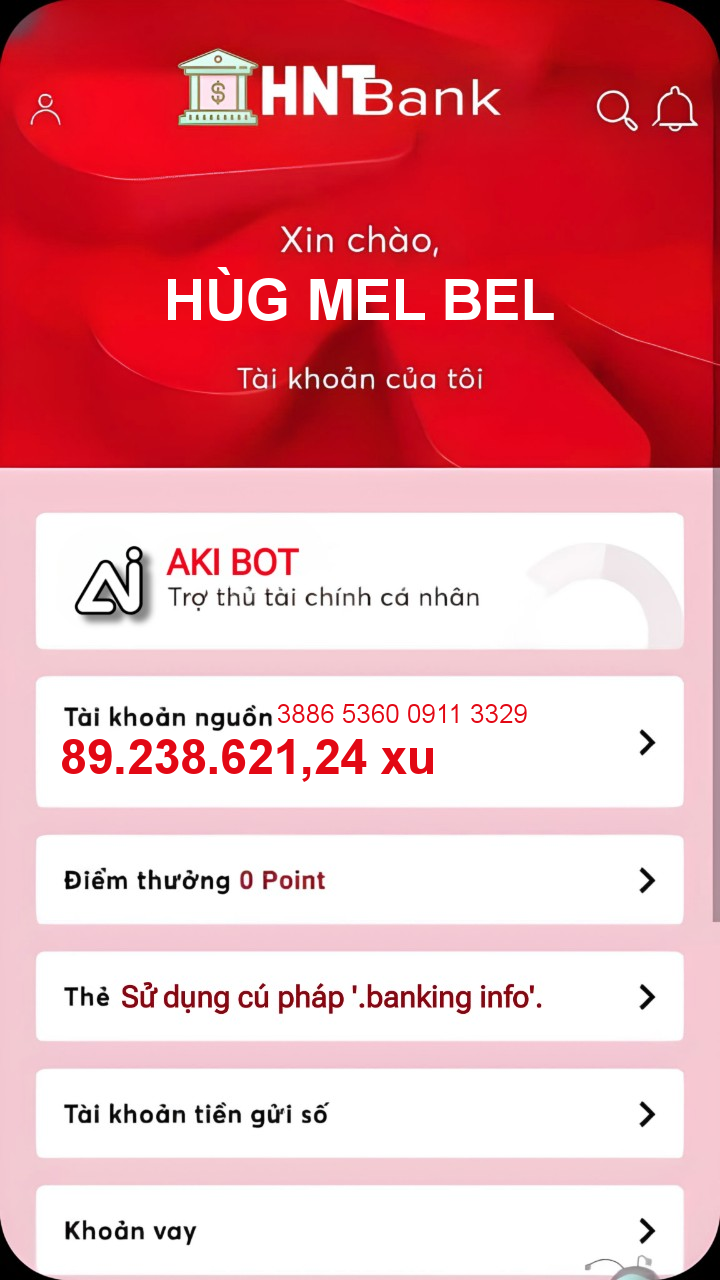 HNTBank
Xin chào,
HÙG MEL BEL
Tài khoản của tôi
AKI BOT
Trợ thủ tài chính cá nhân
Tài khoản nguồn 3886 5360 0911 3329
89.238.621,24 xu
Điểm thưởng 0 Point
Thẻ Sử dụng cú pháp '.banking info'.
Tài khoản tiền gửi số
Khoản vay